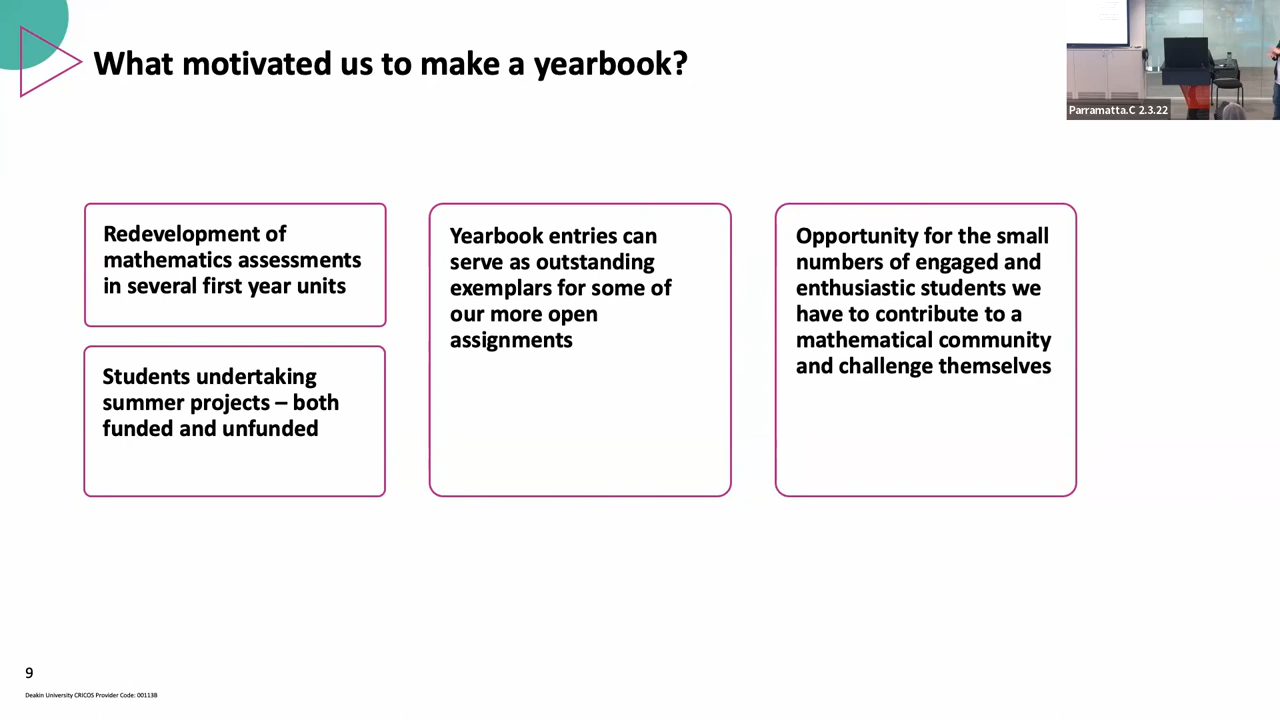 What motivated us to make a yearbook?
Parramatta.C 2.3.22
Redevelopment of
mathematics assessments
in several first year units
Students undertaking
summer projects – both
funded and unfunded
Yearbook entries can
serve as outstanding
exemplars for some of
our more open
assignments
Opportunity for the small
numbers of engaged and
enthusiastic students we
have to contribute to a
mathematical community
and challenge themselves
9
Deakin University CRICOS Provider Code: 00113B